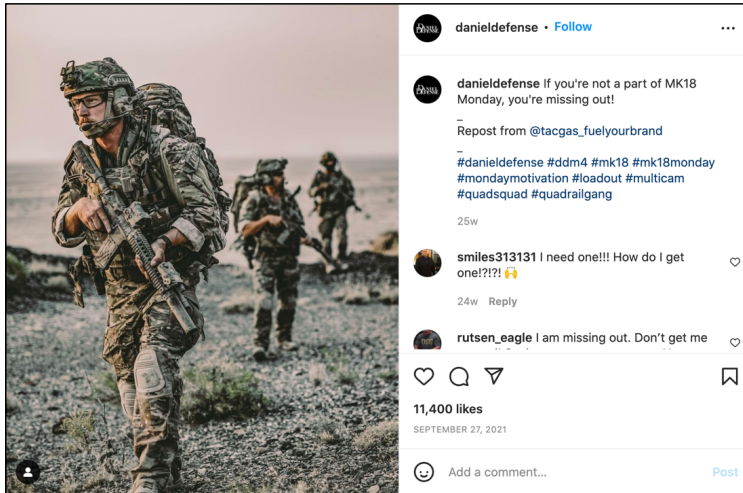 danieldefense • Follow
danieldefense If you're not a part of MK18
Monday, you're missing out!
_
Repost from @tacgas_fuelyourbrand
_
#danieldefense #ddm4 #mk18 #mk18monday
#mondaymotivation #loadout #multicam
#quadsquad #quadrailgang
25w
smiles313131 I need one!!! How do I get
one!?!?! 🙌
24w Reply
rutsen_eagle I am missing out. Don't get me
11,400 likes
SEPTEMBER 27, 2021
Add a comment...
Post